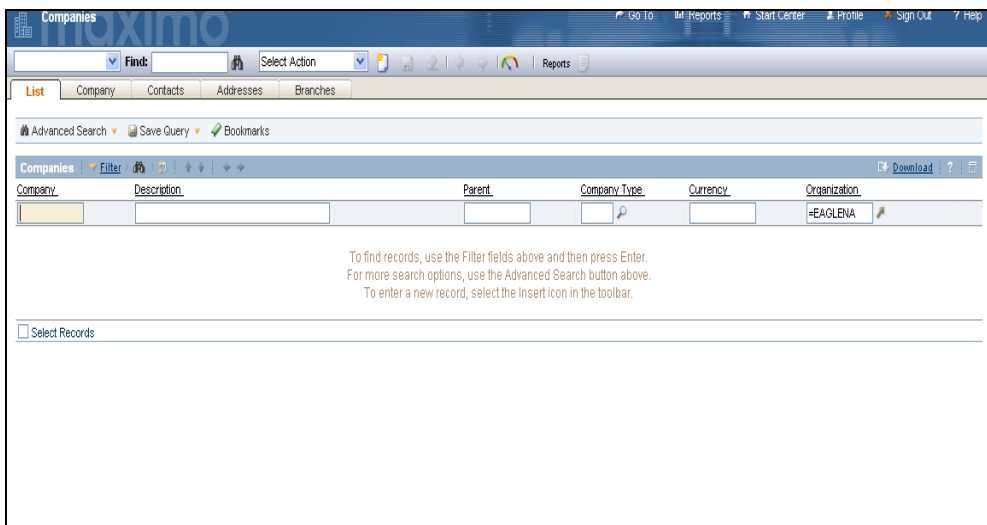 Companies
maximo
Go To Reports Start Center Profile Sign Out ? Help
Find: Select Action Reports
List Company Contacts Addresses Branches
Advanced Search Save Query Bookmarks
Companies Filter Download ?
Company Description Parent Company Type Currency Organization
=EAGLENA
To find records, use the Filter fields above and then press Enter.
For more search options, use the Advanced Search button above.
To enter a new record, select the Insert icon in the toolbar.
Select Records